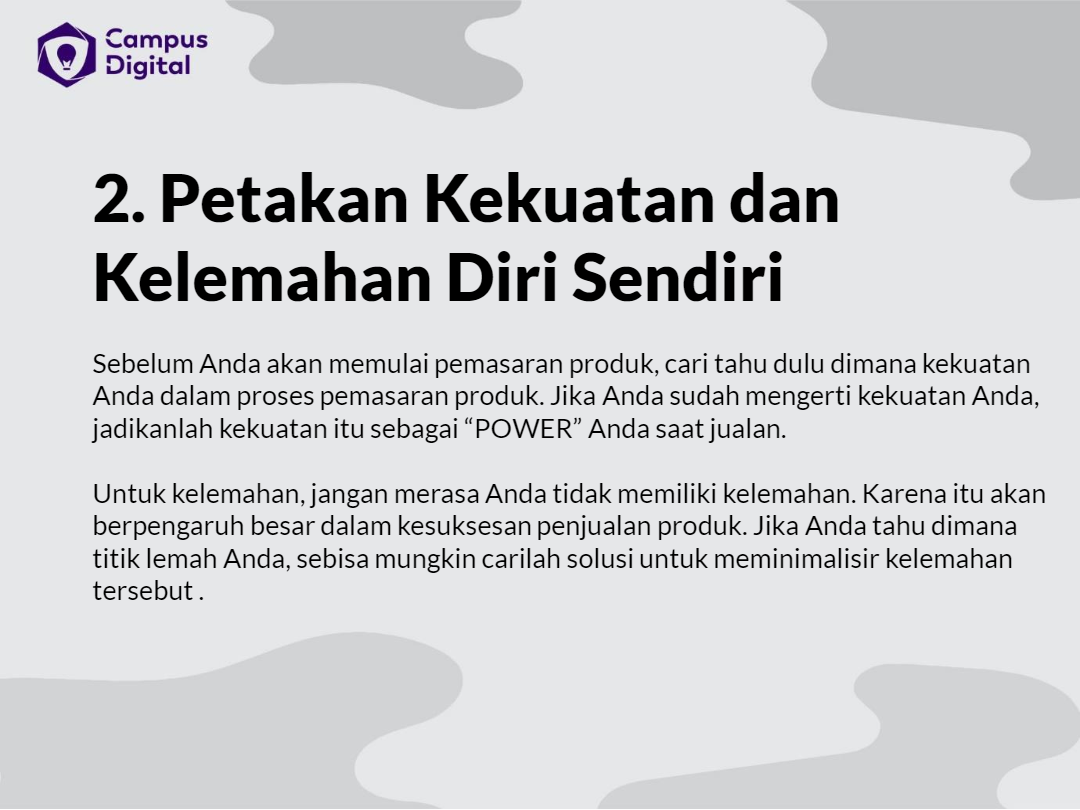 Campus
Digital
2. Petakan Kekuatan dan
Kelemahan Diri Sendiri
Sebelum Anda akan memulai pemasaran produk, cari tahu dulu dimana kekuatan
Anda dalam proses pemasaran produk. Jika Anda sudah mengerti kekuatan Anda,
jadikanlah kekuatan itu sebagai “POWER” Anda saat jualan.
Untuk kelemahan, jangan merasa Anda tidak memiliki kelemahan. Karena itu akan
berpengaruh besar dalam kesuksesan penjualan produk. Jika Anda tahu dimana
titik lemah Anda, sebisa mungkin carilah solusi untuk meminimalisir kelemahan
tersebut .